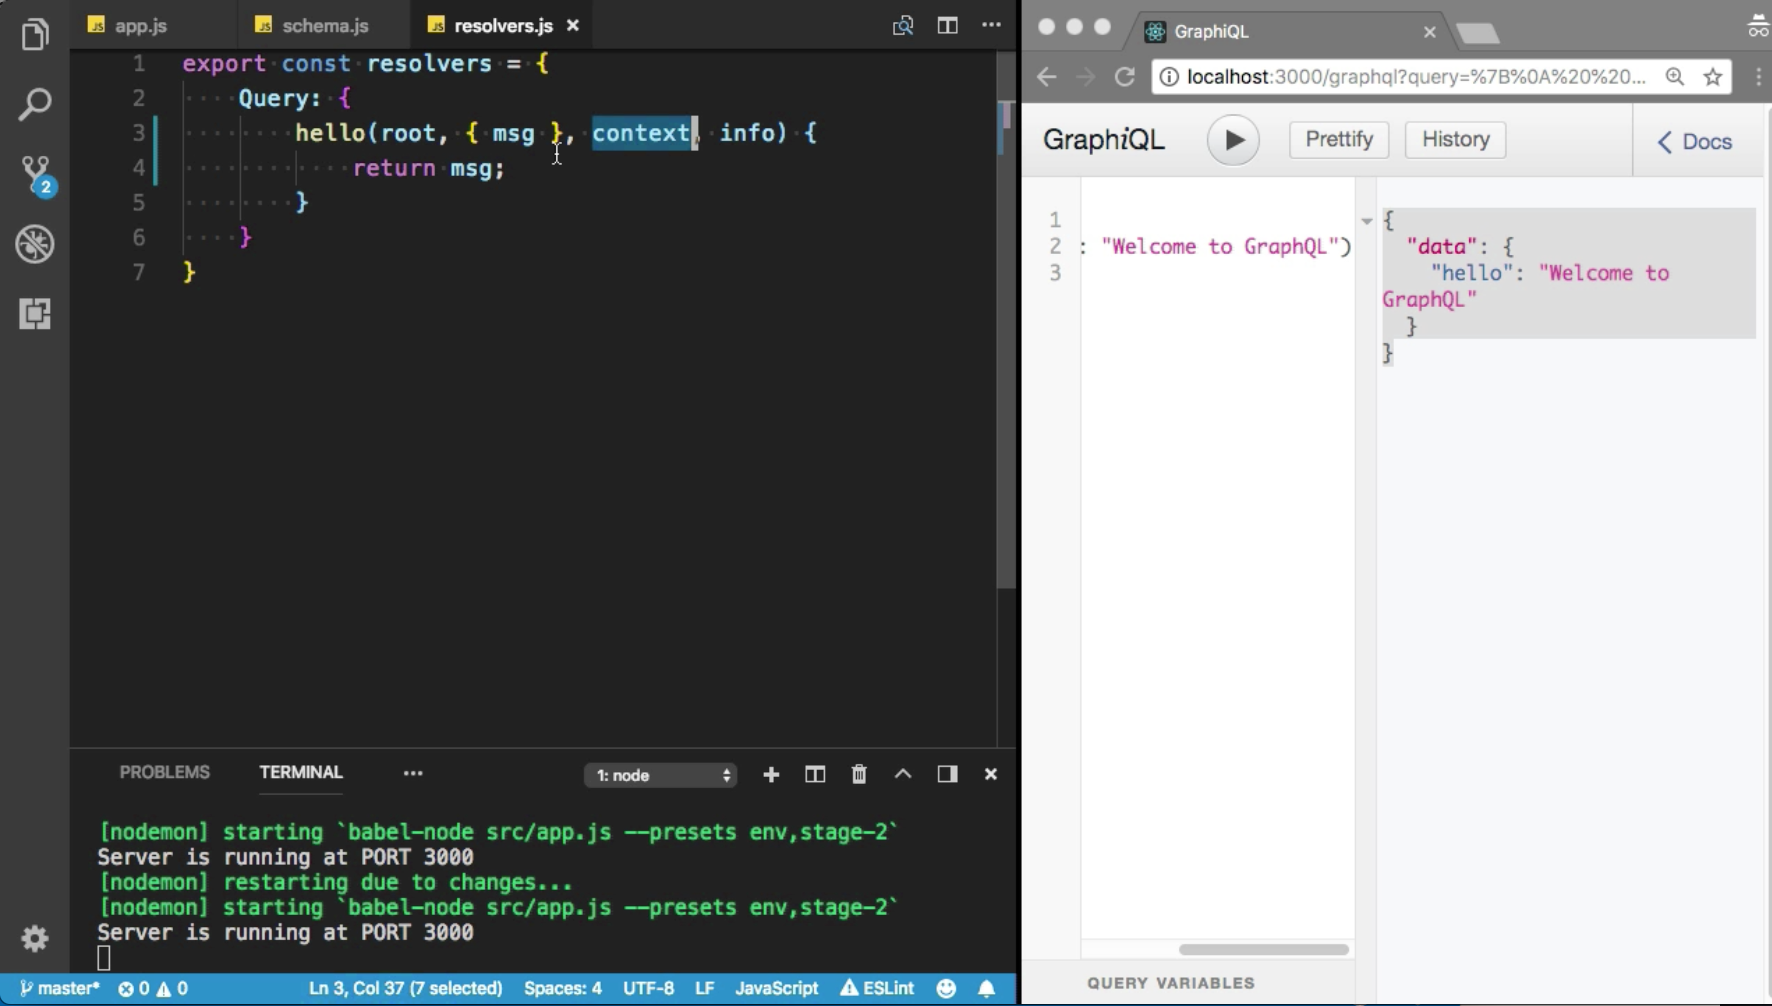 app.js
schema.js
resolvers.js
1 export const resolvers = {
2 Query: {
3 hello(root, { msg }, context, info) {
4 return msg;
5 }
6 }
7 }
2
PROBLEMS
TERMINAL
1: node
[nodemon] starting `babel-node src/app.js --presets env,stage-2`
Server is running at PORT 3000
[nodemon] restarting due to changes...
[nodemon] starting `babel-node src/app.js --presets env,stage-2`
Server is running at PORT 3000
master* 0 0 Ln 3, Col 37 (7 selected) Spaces: 4 UTF-8 LF JavaScript ESLint
GraphiQL
localhost:3000/graphql?query=%7B%0A%20%20...
GraphiQL
Prettify
History
Docs
1
2 : "Welcome to GraphQL")
3
{
"data": {
"hello": "Welcome to
GraphQL"
}
}
QUERY VARIABLES